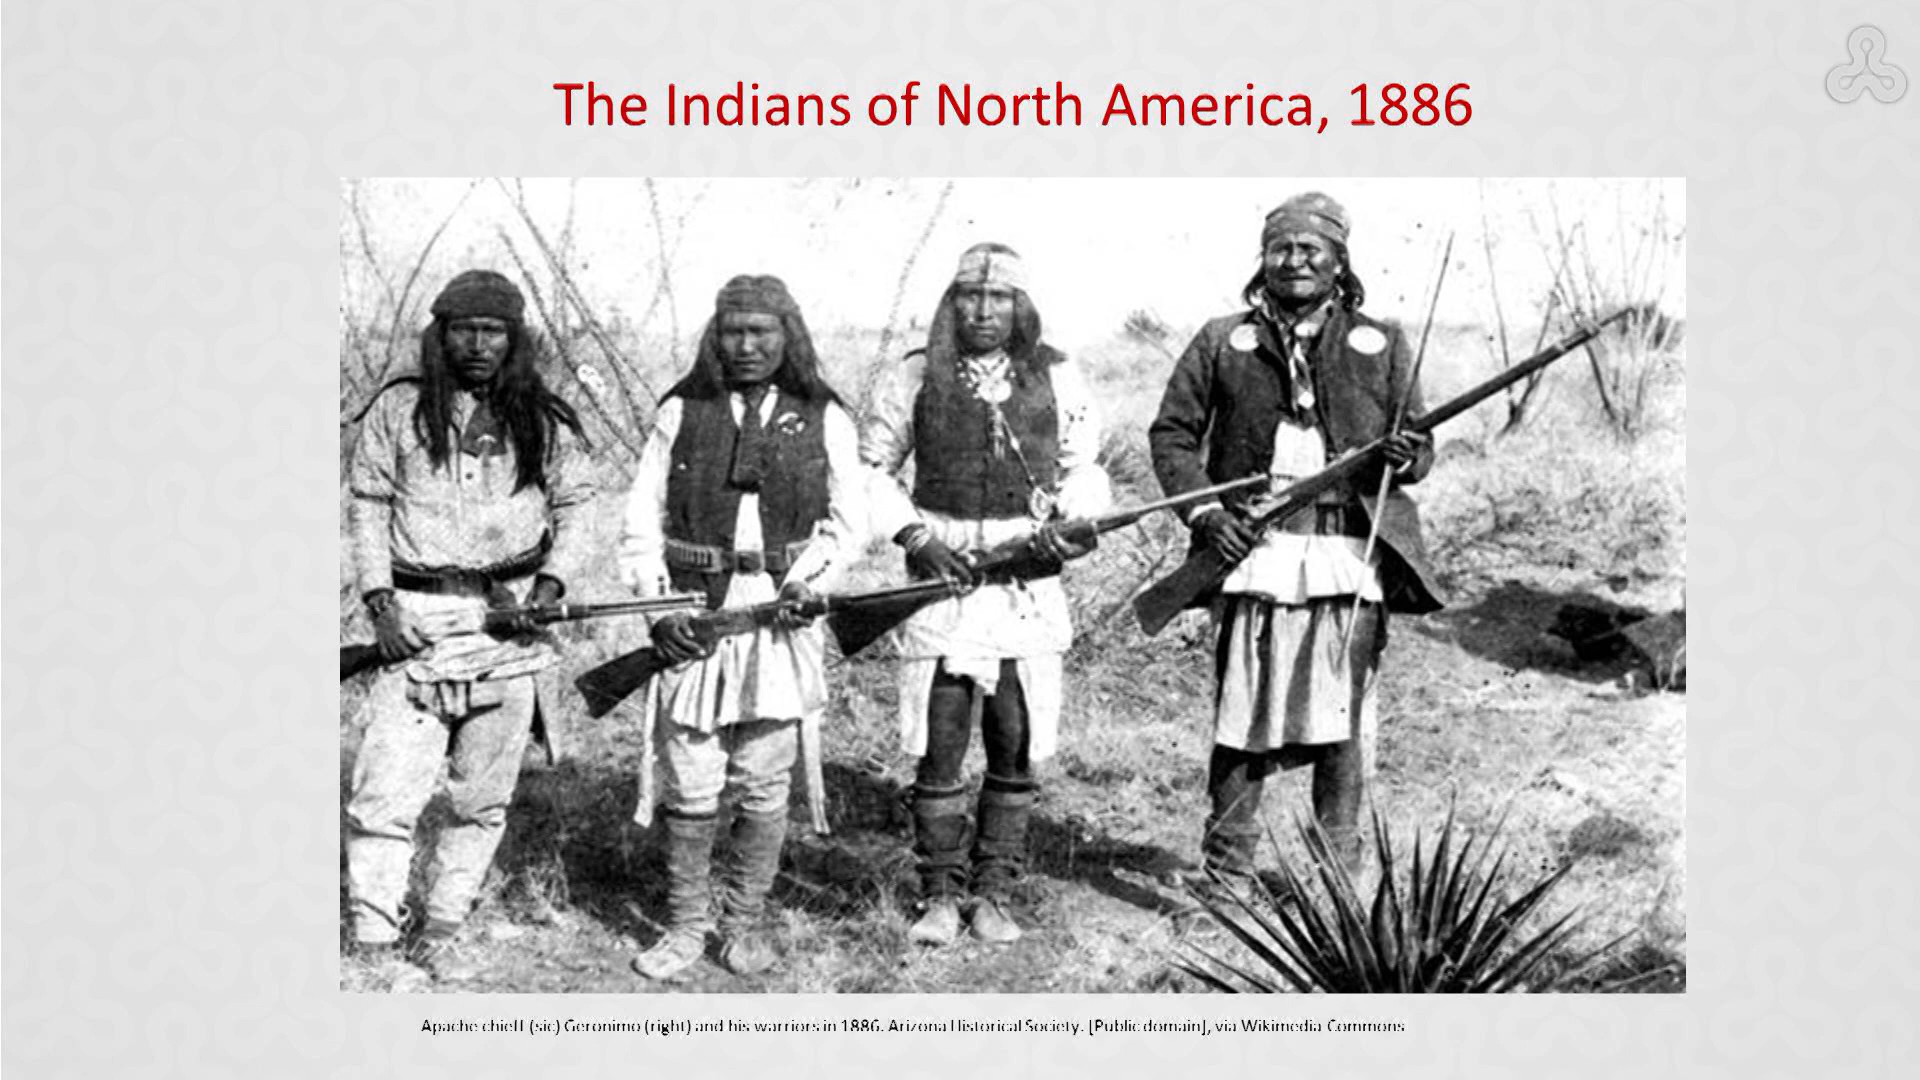 The Indians of North America, 1886
Apache chieff (sic) Geronimo (right) and his warriors in 1886. Arizona Historical Society. [Public domain], via Wikimedia Commons